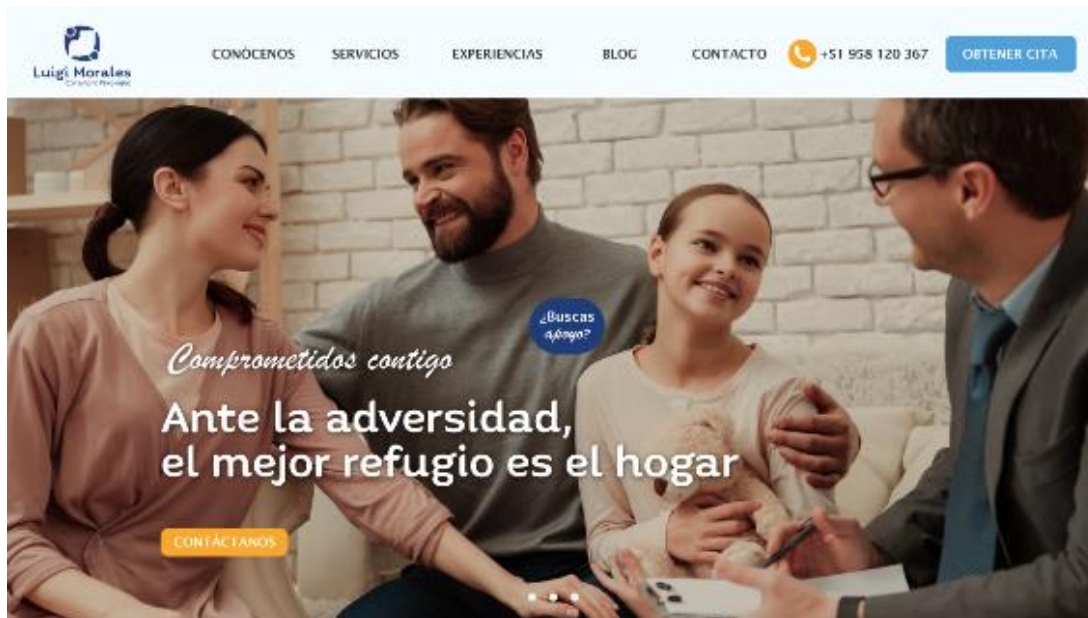 Luigi Morales
CONÓCENOS
SERVICIOS
EXPERIENCIAS
BLOG
CONTACTO
+51 958 120 367
OBTENER CITA
¿Buscas
apoyo?
Comprometidos contigo
Ante la adversidad,
el mejor refugio es el hogar
CONTÁCTANOS